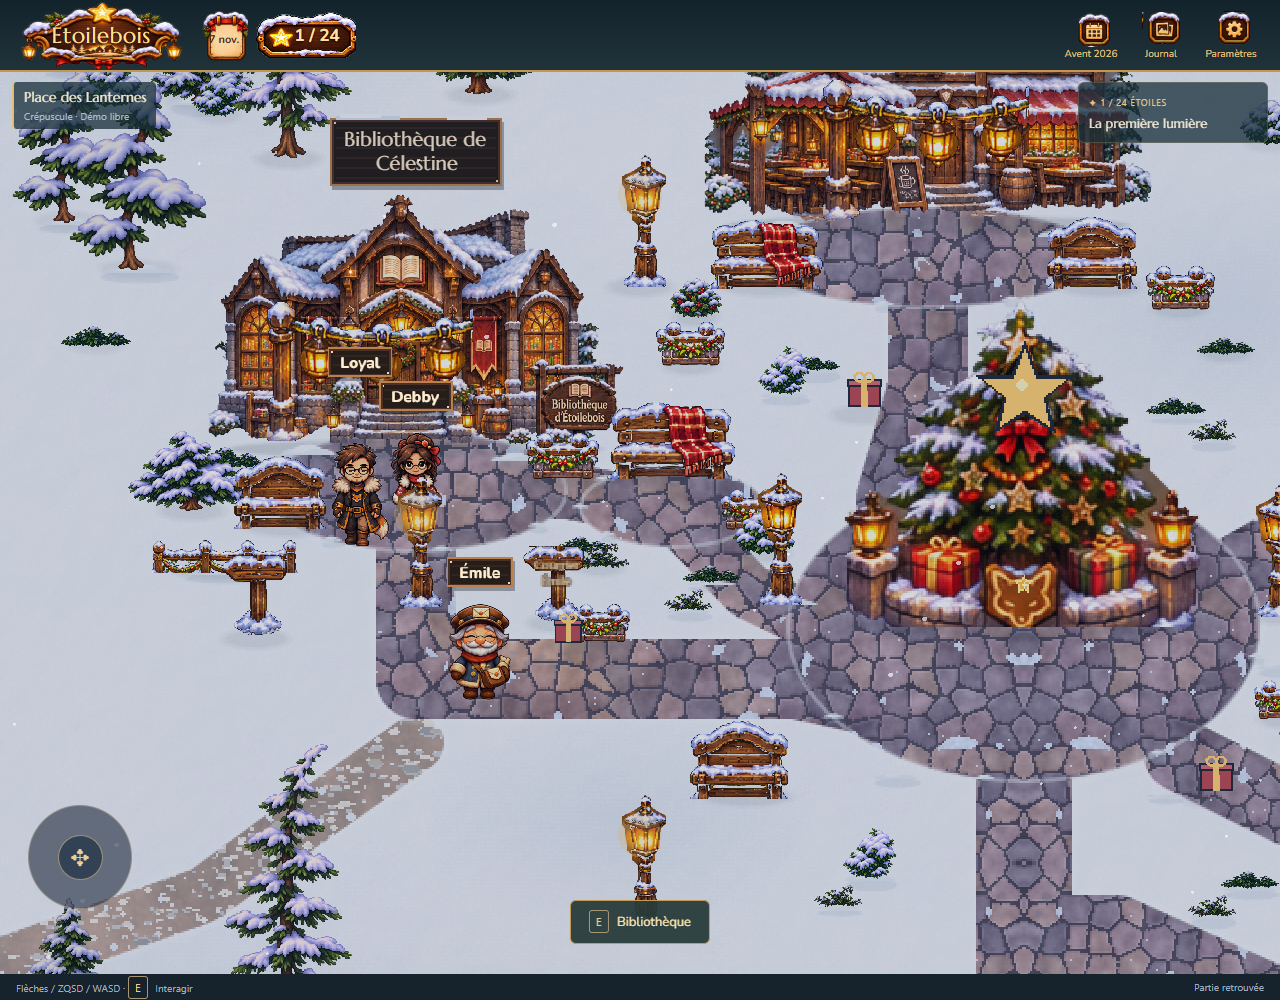 Étoilebois
7 nov.
1 / 24
Avent 2026
Journal
Paramètres
Place des Lanternes
Crépuscule · Démo libre
✦ 1 / 24 ÉTOILES
La première lumière
Bibliothèque de
Célestine
Loyal
Debby
Bibliothèque
d'Étoilebois
Émile
E Bibliothèque
Flèches / ZQSD / WASD · E Interagir
Partie retrouvée